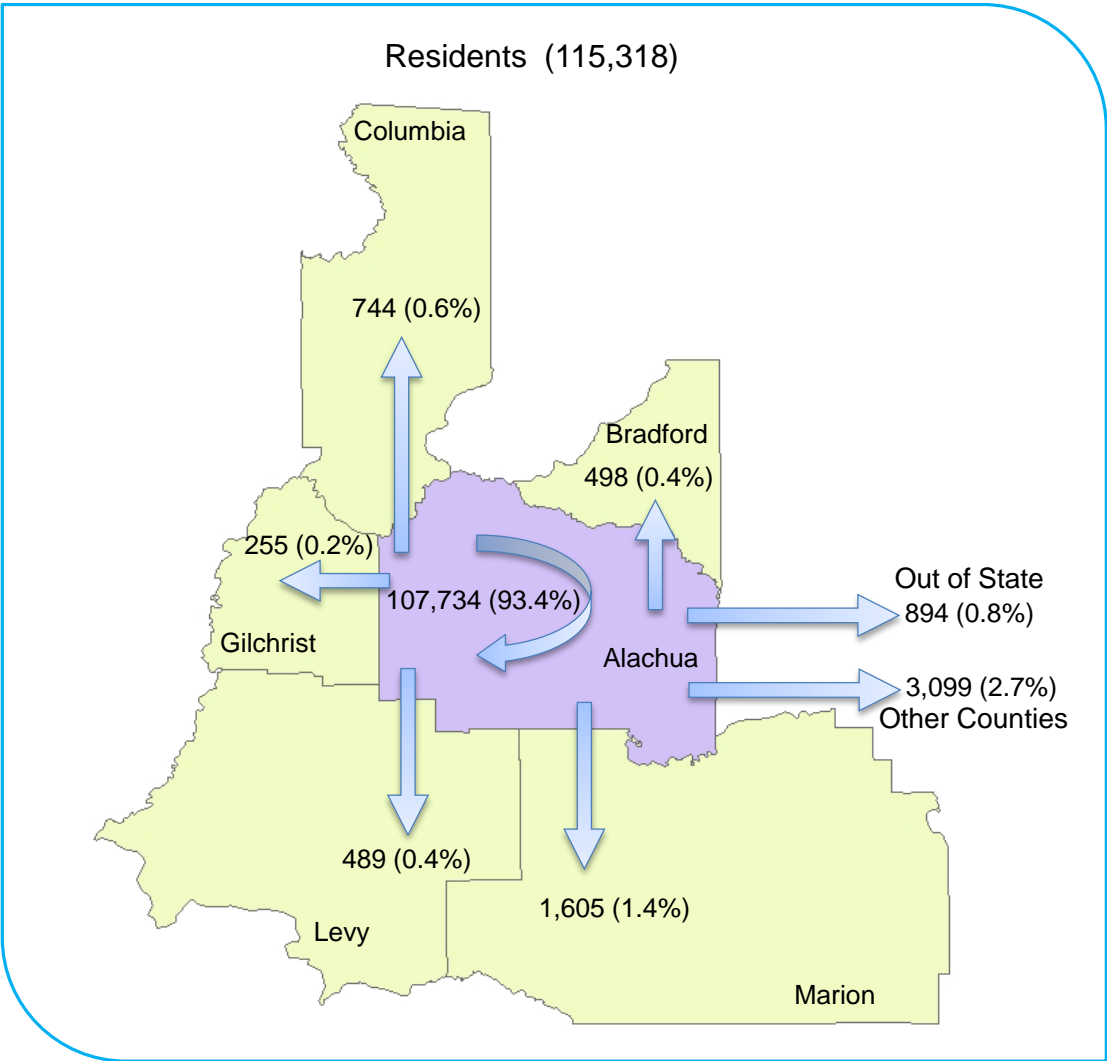 Residents (115,318)
Columbia
744 (0.6%)
Bradford
498 (0.4%)
255 (0.2%)
Gilchrist
107,734 (93.4%)
Alachua
Out of State
894 (0.8%)
3,099 (2.7%)
Other Counties
489 (0.4%)
Levy
1,605 (1.4%)
Marion